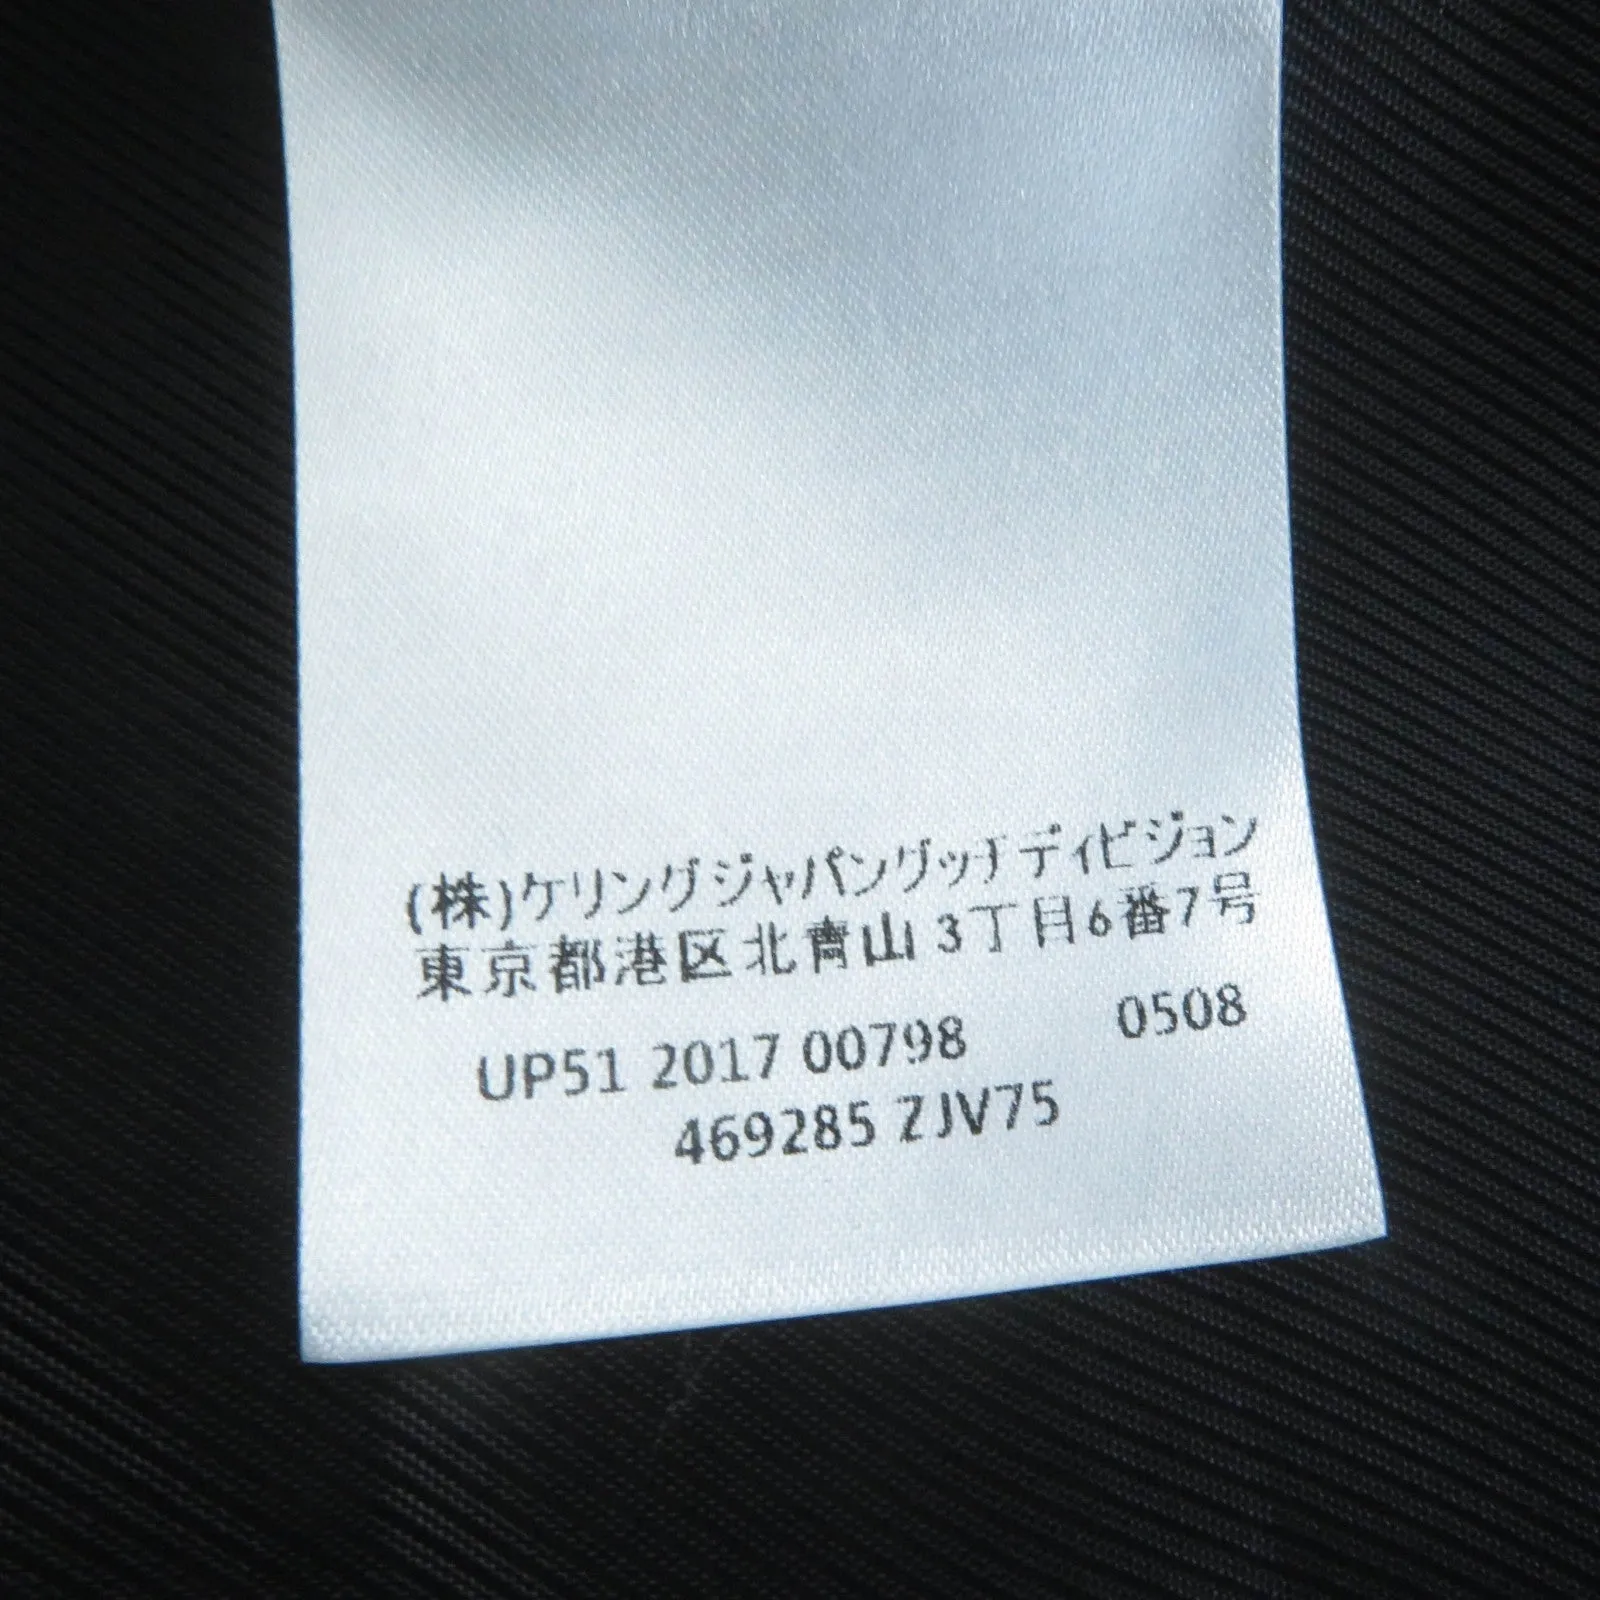 (株)ケリングジャパングッチディビジョン
東京都港区北青山3丁目6番7号
UP51 2017 00798 0508
469285 ZJV75